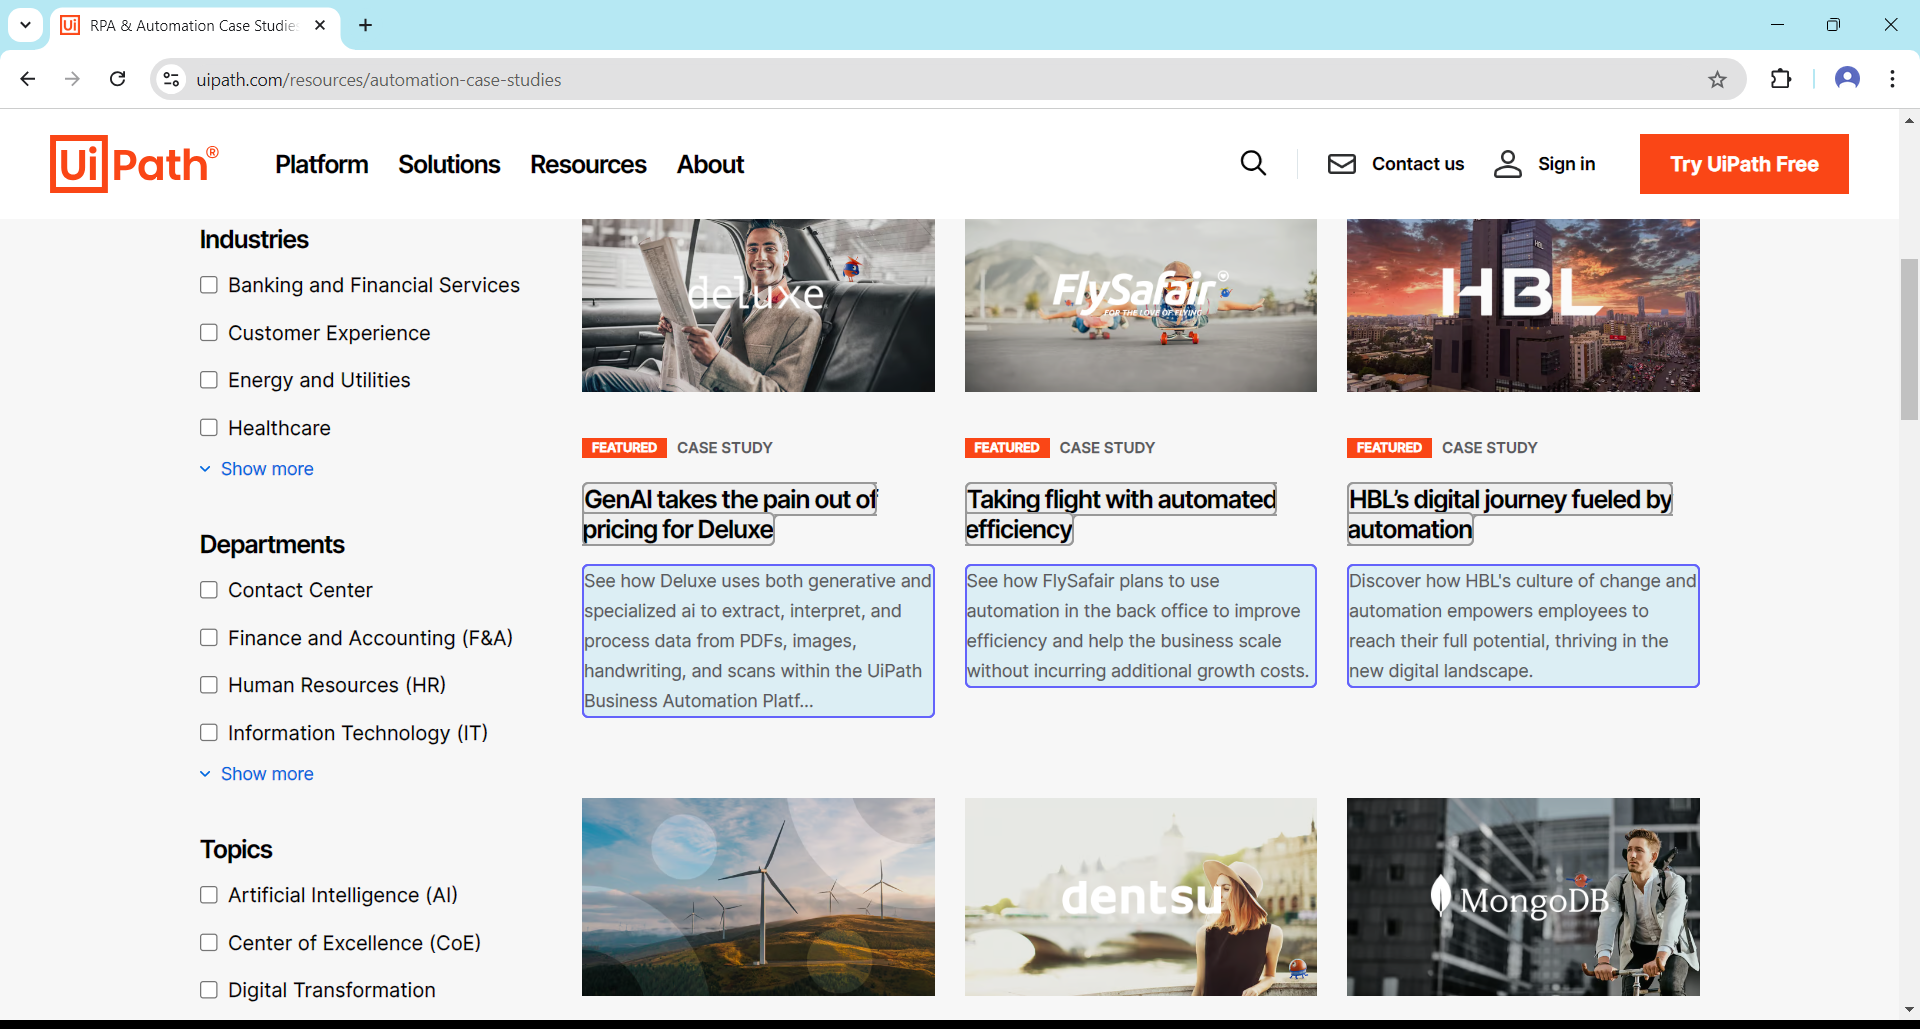 Ui RPA & Automation Case Studies
uipath.com/resources/automation-case-studies
UiPath®
Platform Solutions Resources About
Contact us Sign in Try UiPath Free
Industries
Banking and Financial Services
Customer Experience
Energy and Utilities
Healthcare
Show more
Departments
Contact Center
Finance and Accounting (F&A)
Human Resources (HR)
Information Technology (IT)
Show more
Topics
Artificial Intelligence (AI)
Center of Excellence (CoE)
Digital Transformation
deluxe
FEATURED CASE STUDY
GenAI takes the pain out of
pricing for Deluxe
See how Deluxe uses both generative and
specialized ai to extract, interpret, and
process data from PDFs, images,
handwriting, and scans within the UiPath
Business Automation Platf...
FlySafair
FOR THE LOVE OF FLYING
FEATURED CASE STUDY
Taking flight with automated
efficiency
See how FlySafair plans to use
automation in the back office to improve
efficiency and help the business scale
without incurring additional growth costs.
HBL
HBL
FEATURED CASE STUDY
HBL’s digital journey fueled by
automation
Discover how HBL's culture of change and
automation empowers employees to
reach their full potential, thriving in the
new digital landscape.
dentsu
MongoDB.